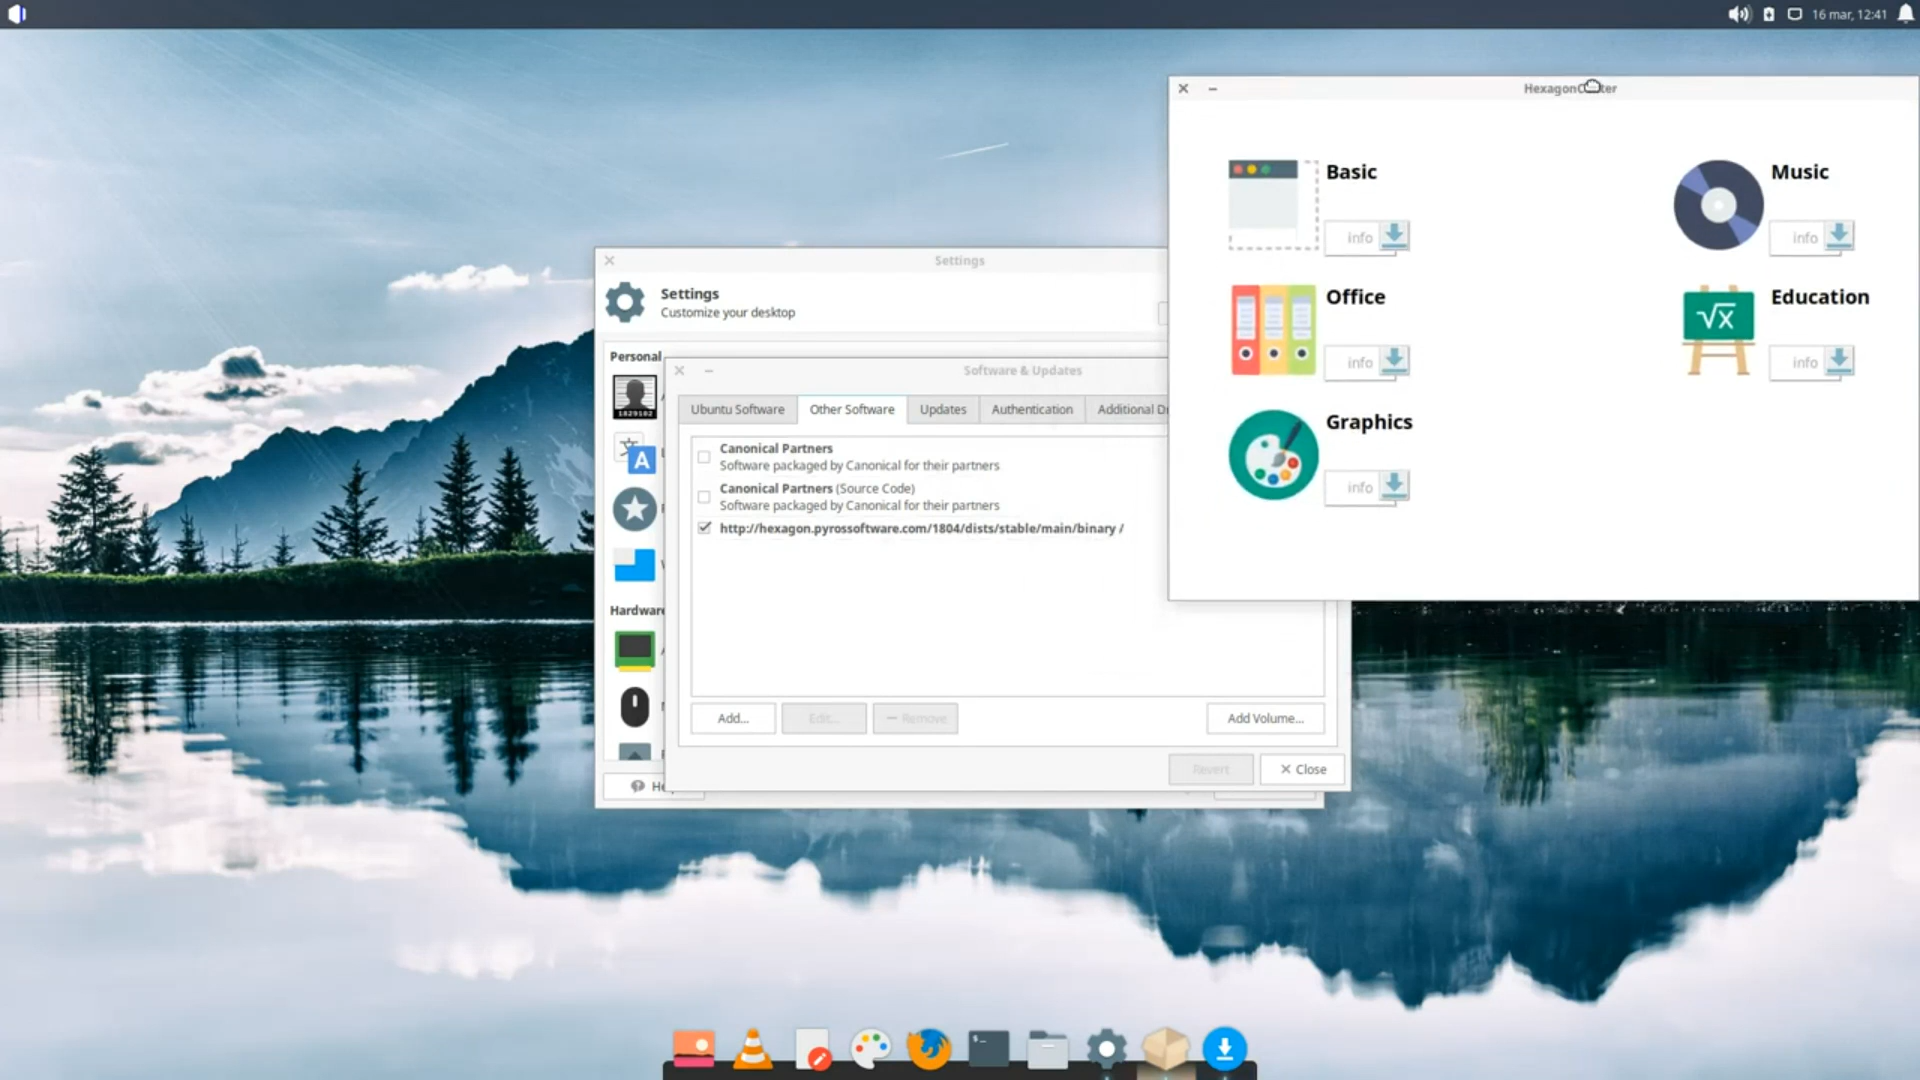 16 mar, 12:41
Basic
info
Music
info
Office
info
Education
info
Graphics
info
Settings
Settings
Customize your desktop
Personal
1829182
A
Hardware
Software & Updates
Ubuntu Software
Other Software
Updates
Authentication
Canonical Partners
Software packaged by Canonical for their partners
Canonical Partners (Source Code)
Software packaged by Canonical for their partners
http://hexagon.pyrossoftware.com/1804/dists/stable/main/binary /
Add...
Edit...
Remove
Add Volume...
Revert
Close